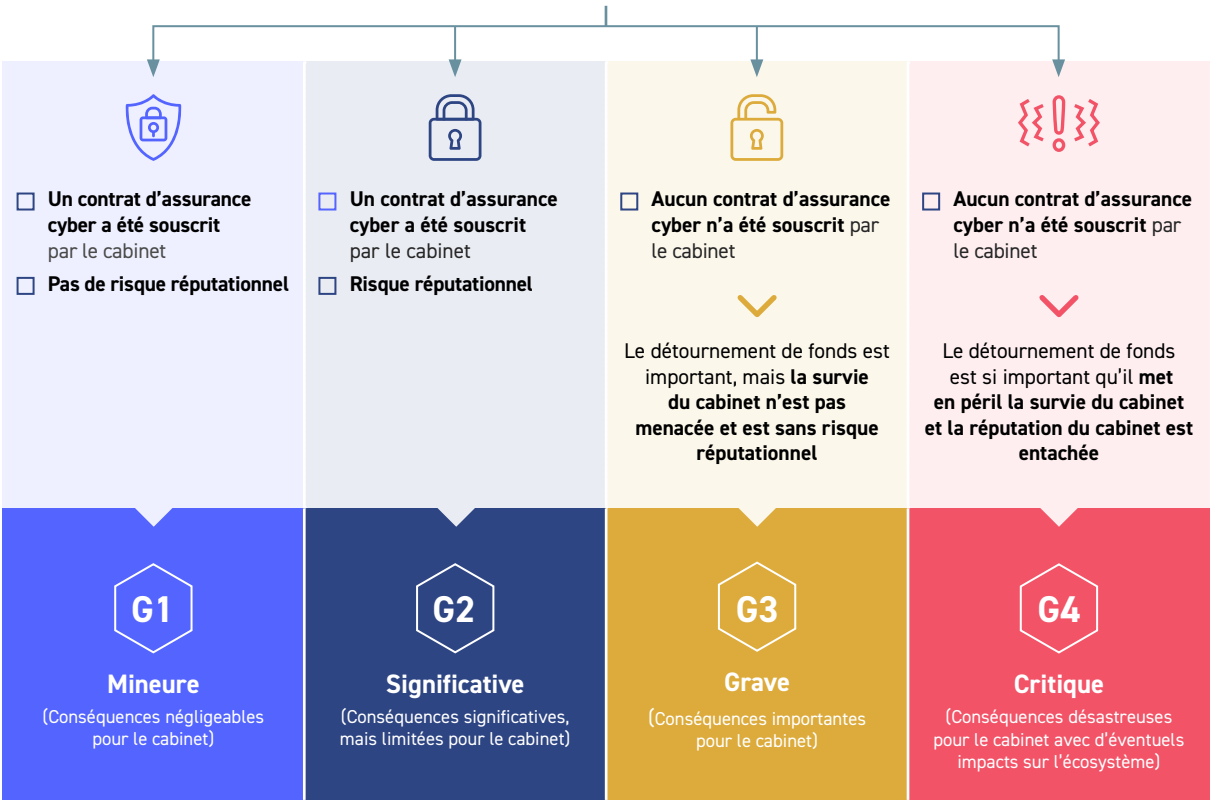 Un contrat d’assurance
cyber a été souscrit
par le cabinet
Pas de risque réputationnel
Un contrat d’assurance
cyber a été souscrit
par le cabinet
Risque réputationnel
Aucun contrat d’assurance
cyber n’a été souscrit par
le cabinet
Le détournement de fonds est
important, mais la survie
du cabinet n’est pas
menacée et est sans risque
réputationnel
Aucun contrat d’assurance
cyber n’a été souscrit par
le cabinet
Le détournement de fonds
est si important qu’il met
en péril la survie du cabinet
et la réputation du cabinet est
entachée
G1
Mineure
(Conséquences négligeables
pour le cabinet)
G2
Significative
(Conséquences significatives,
mais limitées pour le cabinet)
G3
Grave
(Conséquences importantes
pour le cabinet)
G4
Critique
(Conséquences désastreuses
pour le cabinet avec d’éventuels
impacts sur l’écosystème)